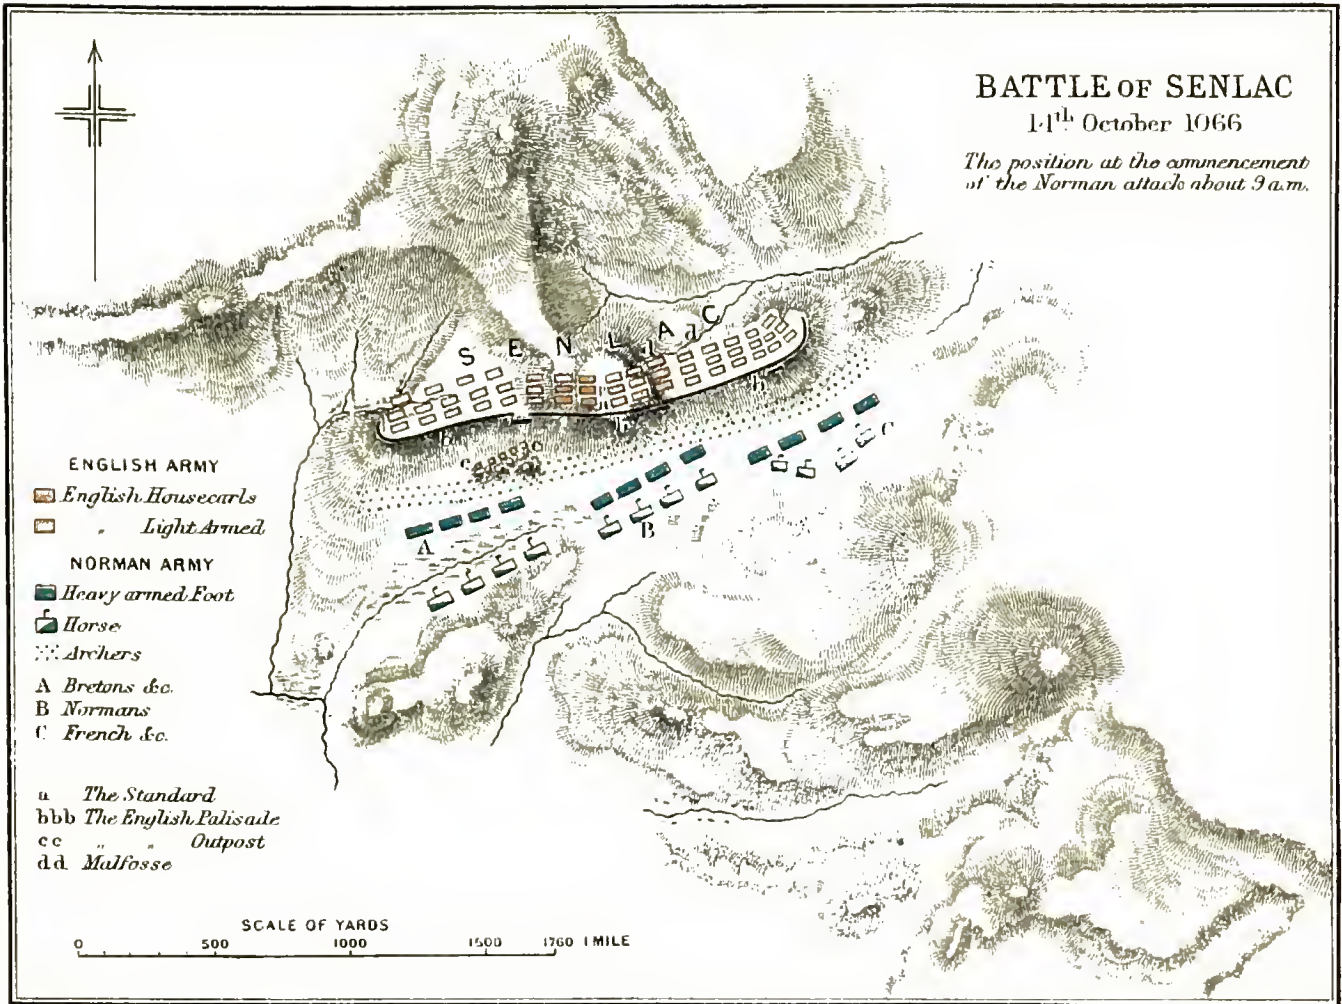 BATTLE OF SENLAC
14th October 1066
The position at the commencement
of the Norman attack about 9 a.m.
S E N L A C
d d
b
a
b
b
c c
C
A
B
ENGLISH ARMY
English Housecarls
" Light Armed
NORMAN ARMY
Heavy armed Foot
Horse
Archers
A Bretons &c.
B Normans
C French &c.
a The Standard
bbb The English Palisade
cc " " Outpost
dd Malfosse
SCALE OF YARDS
0 500 1000 1500 1760 1 MILE